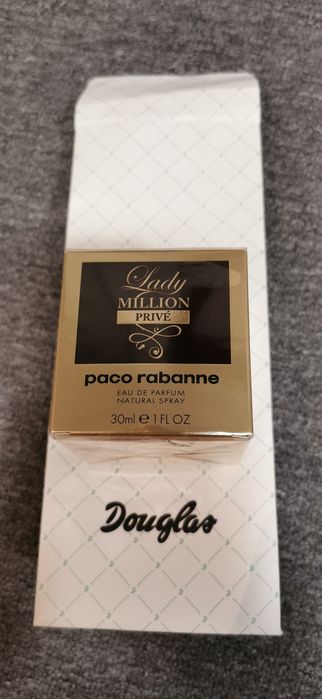 Lady
MILLION
PRIVÉ
paco rabanne
EAU DE PARFUM
NATURAL SPRAY
30ml e 1 FL OZ
Douglas